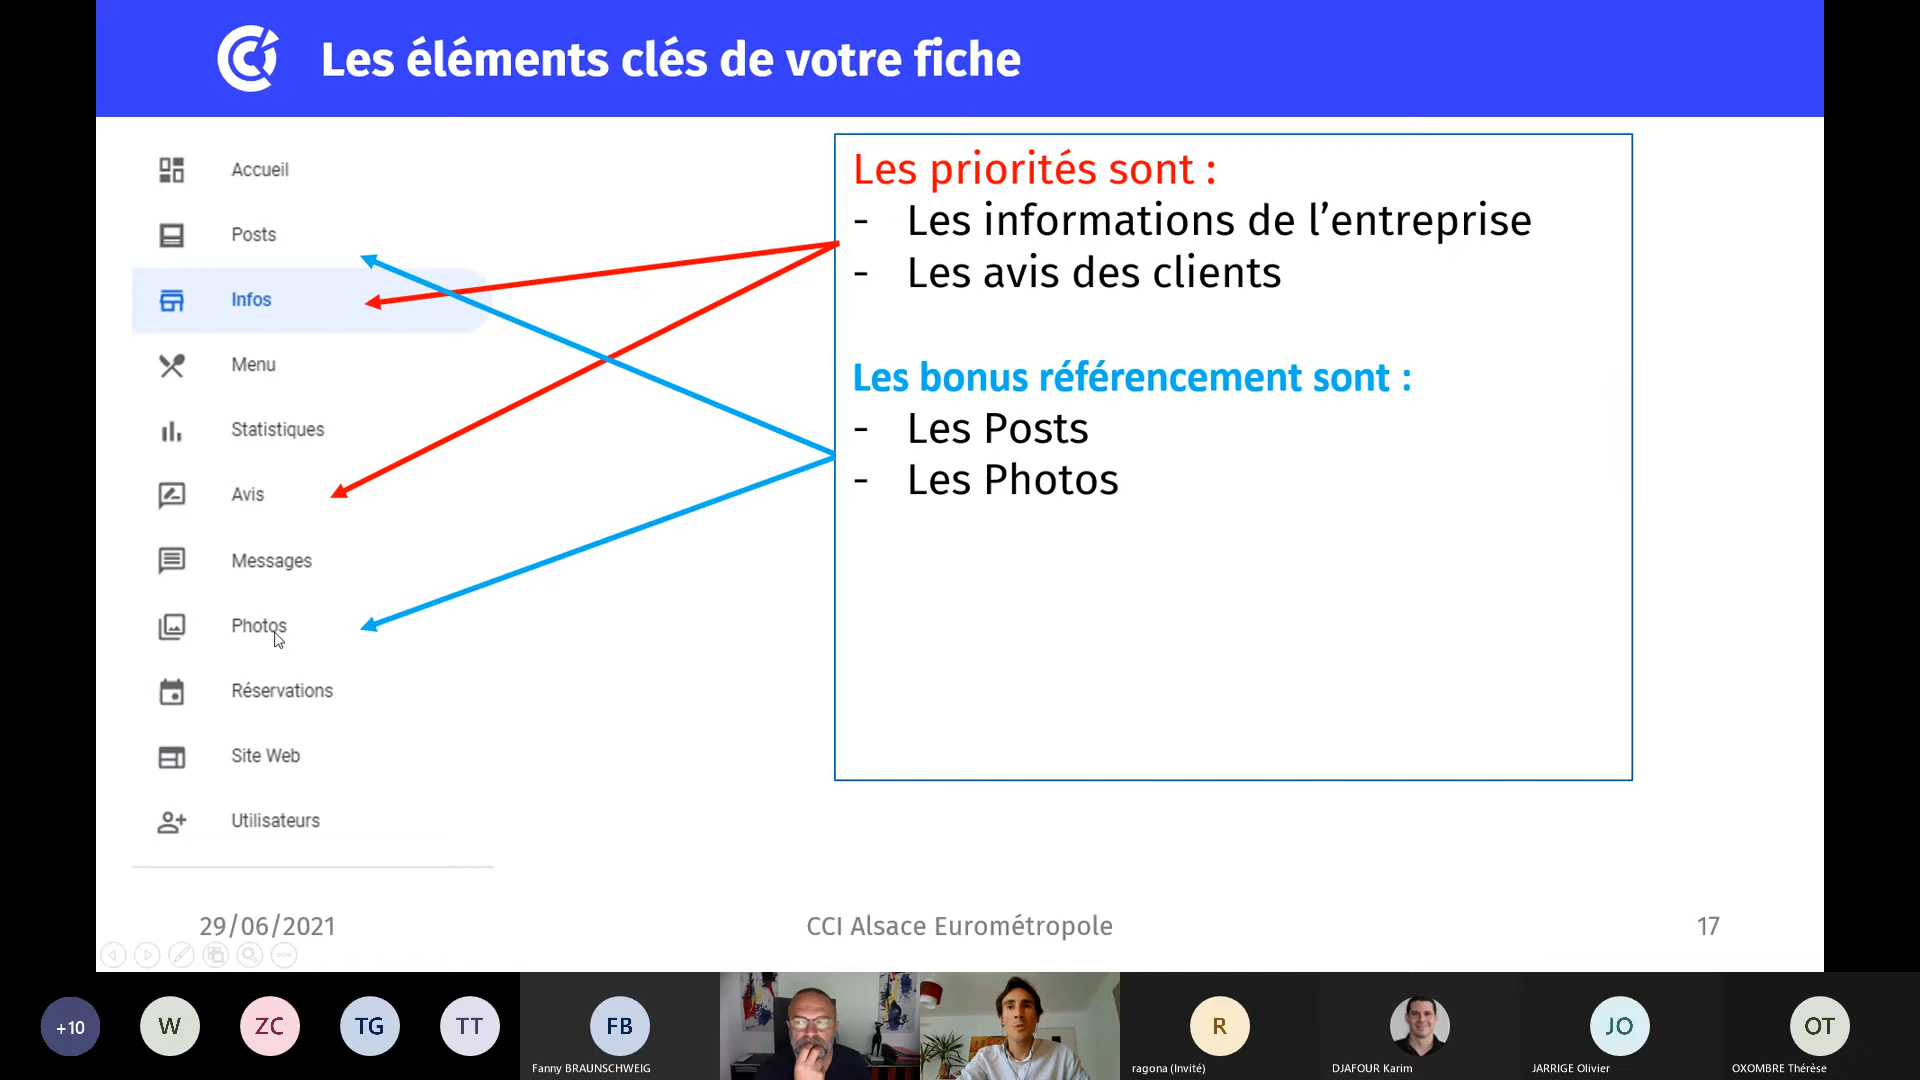 Les éléments clés de votre fiche
Accueil
Posts
Infos
Menu
Statistiques
Avis
Messages
Photos
Réservations
Site Web
Utilisateurs
Les priorités sont :
- Les informations de l’entreprise
- Les avis des clients
Les bonus référencement sont :
- Les Posts
- Les Photos
29/06/2021
CCI Alsace Eurométropole
17
+10
W
ZC
TG
TT
FB
Fanny BRAUNSCHWEIG
R
ragona (Invité)
DJAFOUR Karim
JO
JARRIGE Olivier
OT
OXOMBRE Thérèse